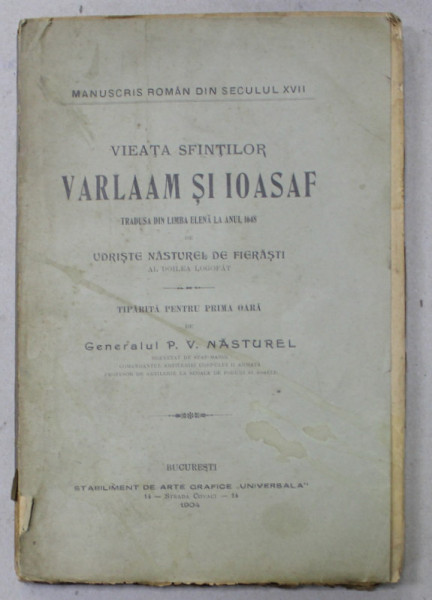 MANUSCRIS ROMÂN DIN SECULUL XVII
VIEAȚA SFINȚILOR
VARLAAM ȘI IOASAF
TRADUSA DIN LIMBA ELENĂ LA ANUL 1648
DE
UDRIȘTE NĂSTUREL DE FIERĂȘTI
AL DOILEA LOGOFĂT
TIPĂRITĂ PENTRU PRIMA OARĂ
DE
Generalul P. V. NĂSTUREL
BUCUREȘTI
STABILIMENT DE ARTE GRAFICE „UNIVERSALA"
14 — STRADA COVACI — 14
1904